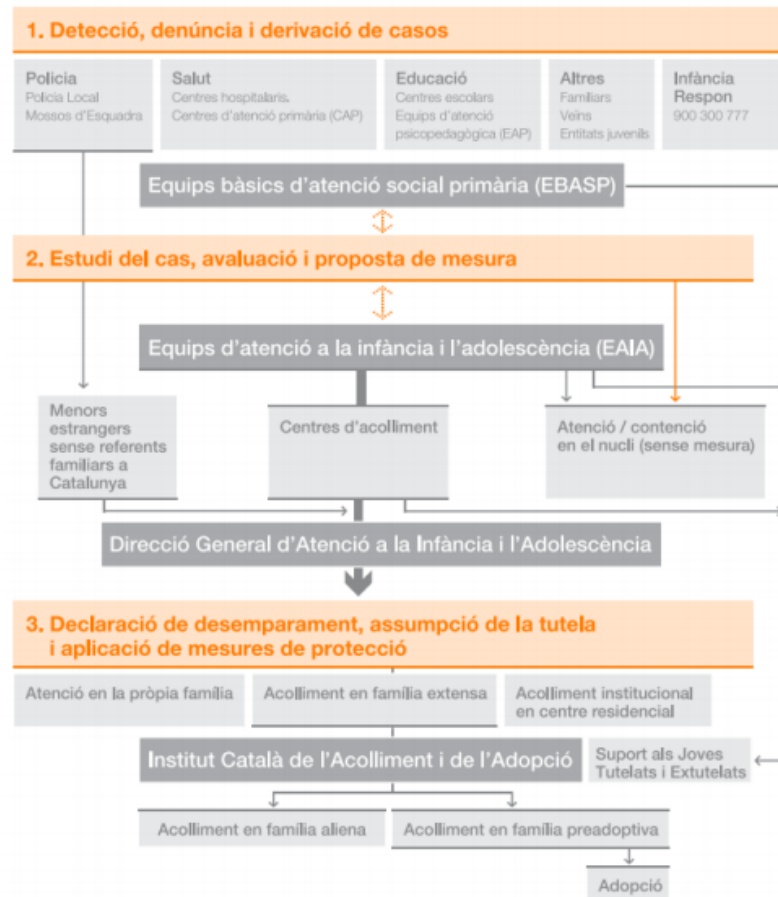 1. Detecció, denúncia i derivació de casos
Policia
Policia Local
Mossos d'Esquadra
Salut
Centres hospitalaris.
Centres d'atenció primària (CAP)
Educació
Centres escolars
Equips d'atenció
psicopedagògica (EAP)
Altres
Familiars
Veïns
Entitats juvenils
Infància
Respon
900 300 777
Equips bàsics d'atenció social primària (EBASP)
2. Estudi del cas, avaluació i proposta de mesura
Equips d'atenció a la infància i l'adolescència (EAIA)
Menors
estrangers
sense referents
familiars a
Catalunya
Centres d'acolliment
Atenció / contenció
en el nucli (sense mesura)
Direcció General d'Atenció a la Infància i l'Adolescència
3. Declaració de desemparament, assumpció de la tutela
i aplicació de mesures de protecció
Atenció en la pròpia família
Acolliment en família extensa
Acolliment institucional
en centre residencial
Institut Català de l'Acolliment i de l'Adopció
Suport als Joves
Tutelats i Extutelats
Acolliment en família aliena
Acolliment en família preadoptiva
Adopció